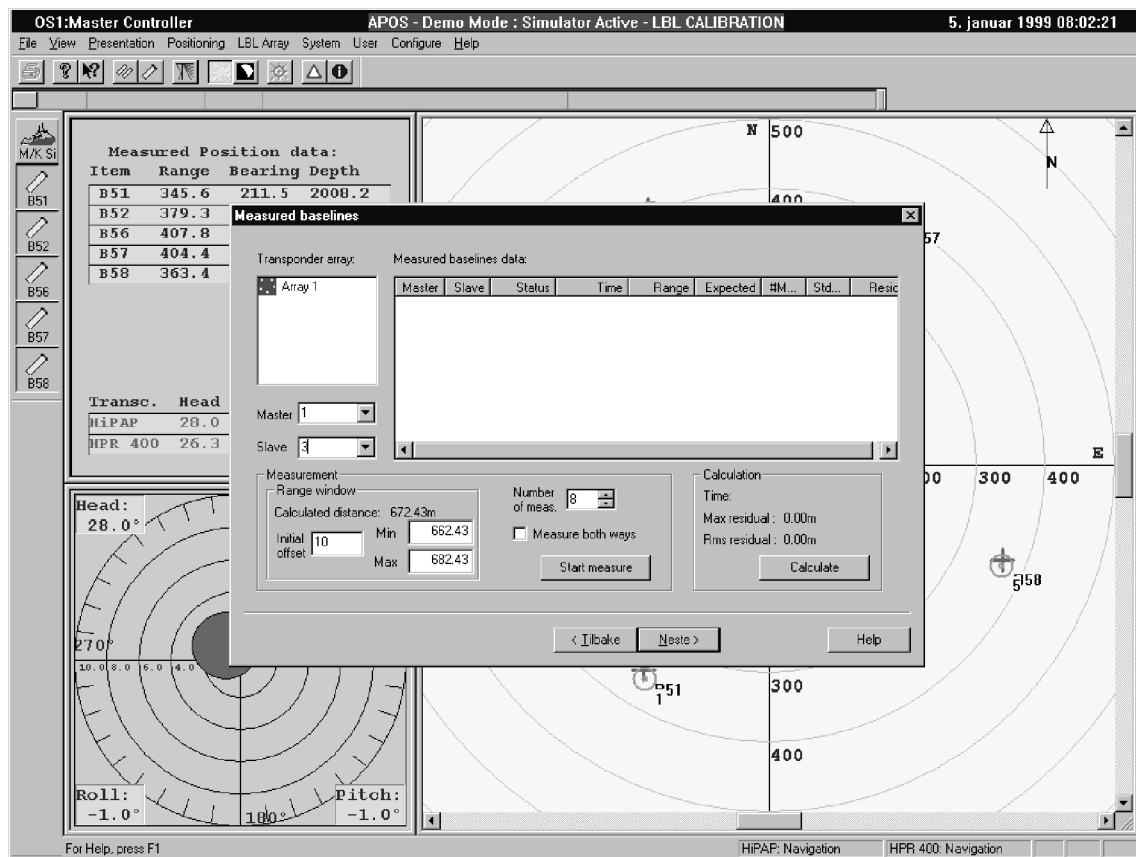 OS1:Master Controller APOS - Demo Mode : Simulator Active - LBL CALIBRATION 5. januar 1999 08:02:21
File View Presentation Positioning LBL Array System User Configure Help
M/K Si
B51
B52
B56
B57
B58
Measured Position data:
Item Range Bearing Depth
B51 345.6 211.5 2008.2
B52 379.3
B56 407.8
B57 404.4
B58 363.4
Transc. Head
HiPAP 28.0
HPR 400 26.3
Head:
28.0°
270°
10.0 8.0 6.0 4.0
180°
Roll:
-1.0°
Pitch:
-1.0°
N 500
N
400
57
E
00 300 400
B58
5
B51
1
300
400
Measured baselines
Transponder array:
Array 1
Measured baselines data:
Master Slave Status Time Range Expected #M... Std... Resid
Master 1
Slave 3
Measurement
Range window
Calculated distance: 672.43m
Initial offset 10
Min 662.43
Max 682.43
Number of meas. 8
Measure both ways
Start measure
Calculation
Time:
Max residual : 0.00m
Rms residual : 0.00m
Calculate
< Tilbake Neste > Help
For Help, press F1 HiPAP: Navigation HPR 400: Navigation